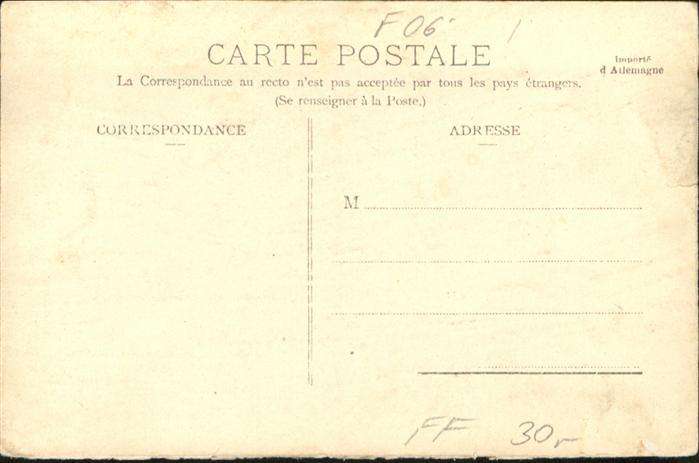 F 06
CARTE POSTALE
Importé
d'Allemagne
La Correspondance au recto n'est pas acceptée par tous les pays étrangers.
(Se renseigner à la Poste.)
CORRESPONDANCE
ADRESSE
M
FF 30,-